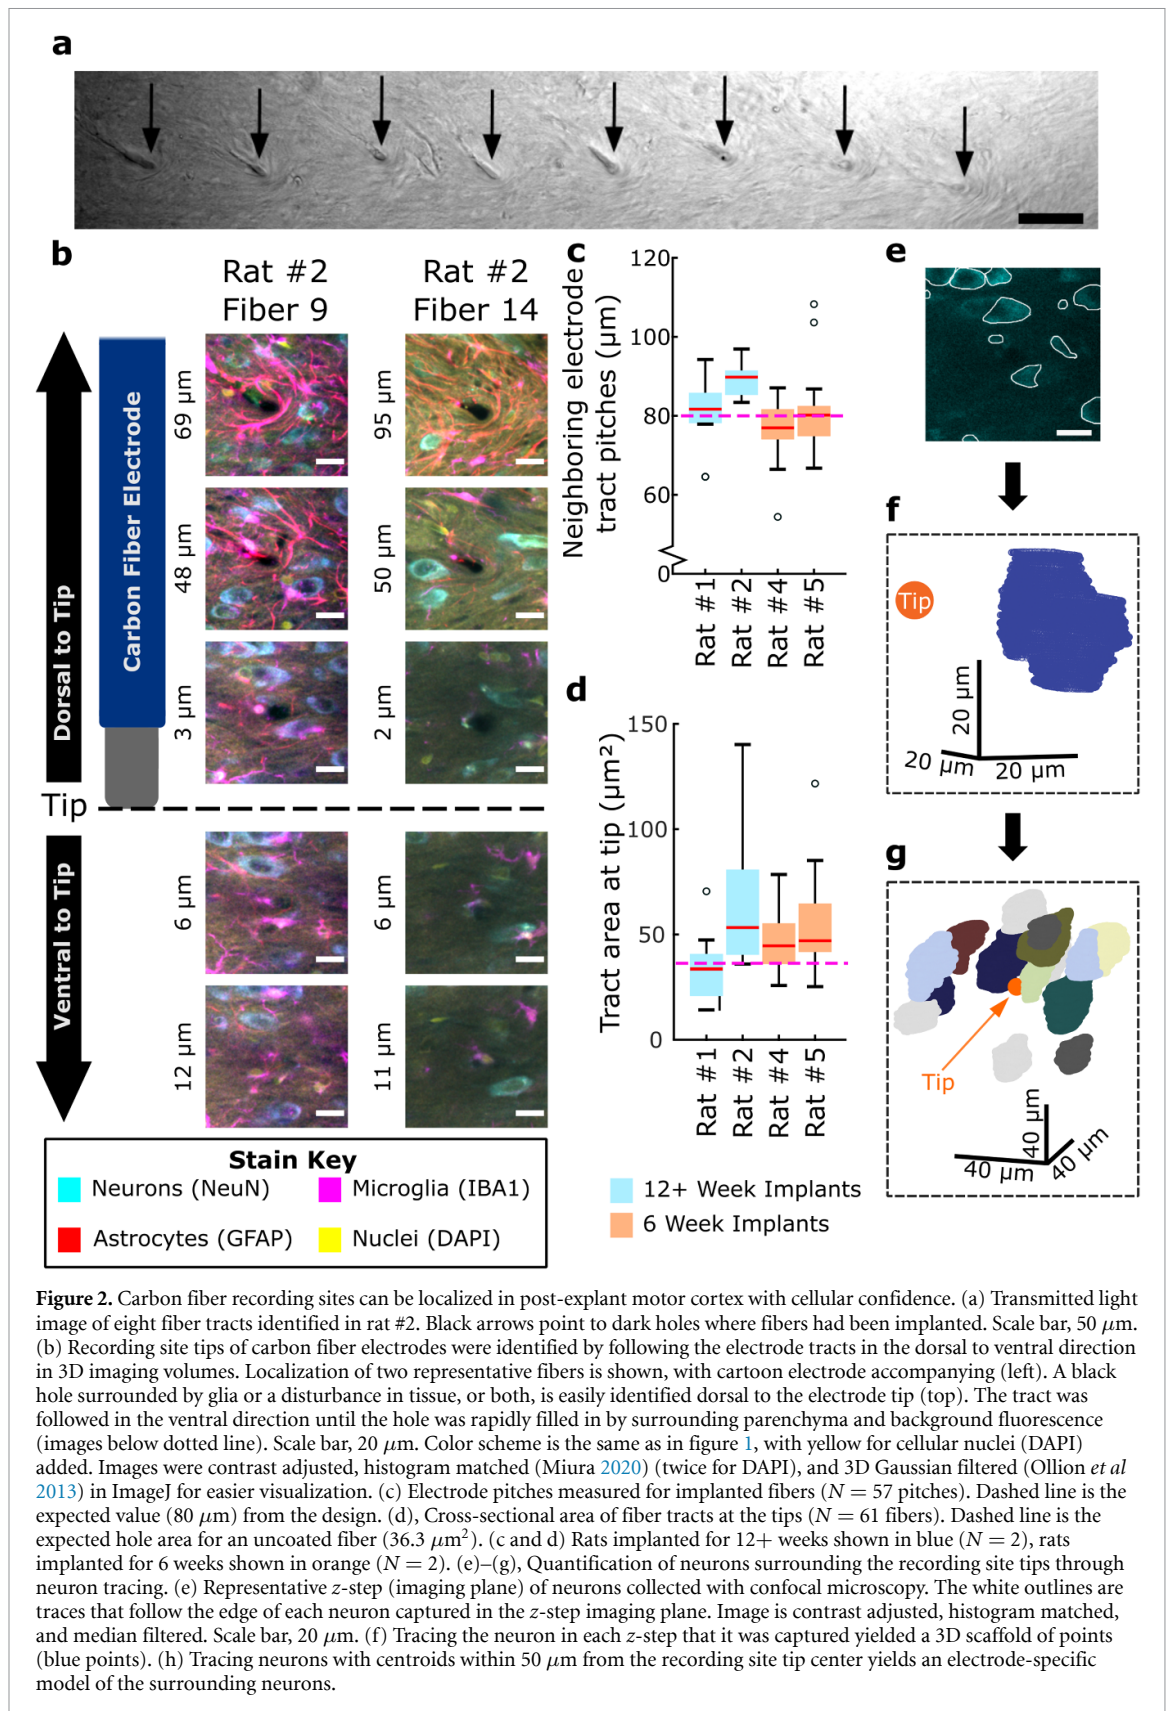 a
b
Rat #2
Fiber 9
Rat #2
Fiber 14
Dorsal to Tip
Carbon Fiber Electrode
69 μm
95 μm
48 μm
50 μm
3 μm
2 μm
Tip
Ventral to Tip
6 μm
6 μm
12 μm
11 μm
Stain Key
Neurons (NeuN)
Microglia (IBA1)
Astrocytes (GFAP)
Nuclei (DAPI)
c
Neighboring electrode
tract pitches (μm)
120
100
80
60
0
Rat #1
Rat #2
Rat #4
Rat #5
d
Tract area at tip (μm²)
150
100
50
0
Rat #1
Rat #2
Rat #4
Rat #5
12+ Week Implants
6 Week Implants
e
f
Tip
20 μm
20 μm
20 μm
g
Tip
40 μm
40 μm
40 μm
Figure 2. Carbon fiber recording sites can be localized in post-explant motor cortex with cellular confidence. (a) Transmitted light
image of eight fiber tracts identified in rat #2. Black arrows point to dark holes where fibers had been implanted. Scale bar, 50 μm.
(b) Recording site tips of carbon fiber electrodes were identified by following the electrode tracts in the dorsal to ventral direction
in 3D imaging volumes. Localization of two representative fibers is shown, with cartoon electrode accompanying (left). A black
hole surrounded by glia or a disturbance in tissue, or both, is easily identified dorsal to the electrode tip (top). The tract was
followed in the ventral direction until the hole was rapidly filled in by surrounding parenchyma and background fluorescence
(images below dotted line). Scale bar, 20 μm. Color scheme is the same as in figure 1, with yellow for cellular nuclei (DAPI)
added. Images were contrast adjusted, histogram matched (Miura 2020) (twice for DAPI), and 3D Gaussian filtered (Ollion et al
2013) in ImageJ for easier visualization. (c) Electrode pitches measured for implanted fibers (N = 57 pitches). Dashed line is the
expected value (80 μm) from the design. (d), Cross-sectional area of fiber tracts at the tips (N = 61 fibers). Dashed line is the
expected hole area for an uncoated fiber (36.3 μm²). (c and d) Rats implanted for 12+ weeks shown in blue (N = 2), rats
implanted for 6 weeks shown in orange (N = 2). (e)–(g), Quantification of neurons surrounding the recording site tips through
neuron tracing. (e) Representative z-step (imaging plane) of neurons collected with confocal microscopy. The white outlines are
traces that follow the edge of each neuron captured in the z-step imaging plane. Image is contrast adjusted, histogram matched,
and median filtered. Scale bar, 20 μm. (f) Tracing the neuron in each z-step that it was captured yielded a 3D scaffold of points
(blue points). (h) Tracing neurons with centroids within 50 μm from the recording site tip center yields an electrode-specific
model of the surrounding neurons.